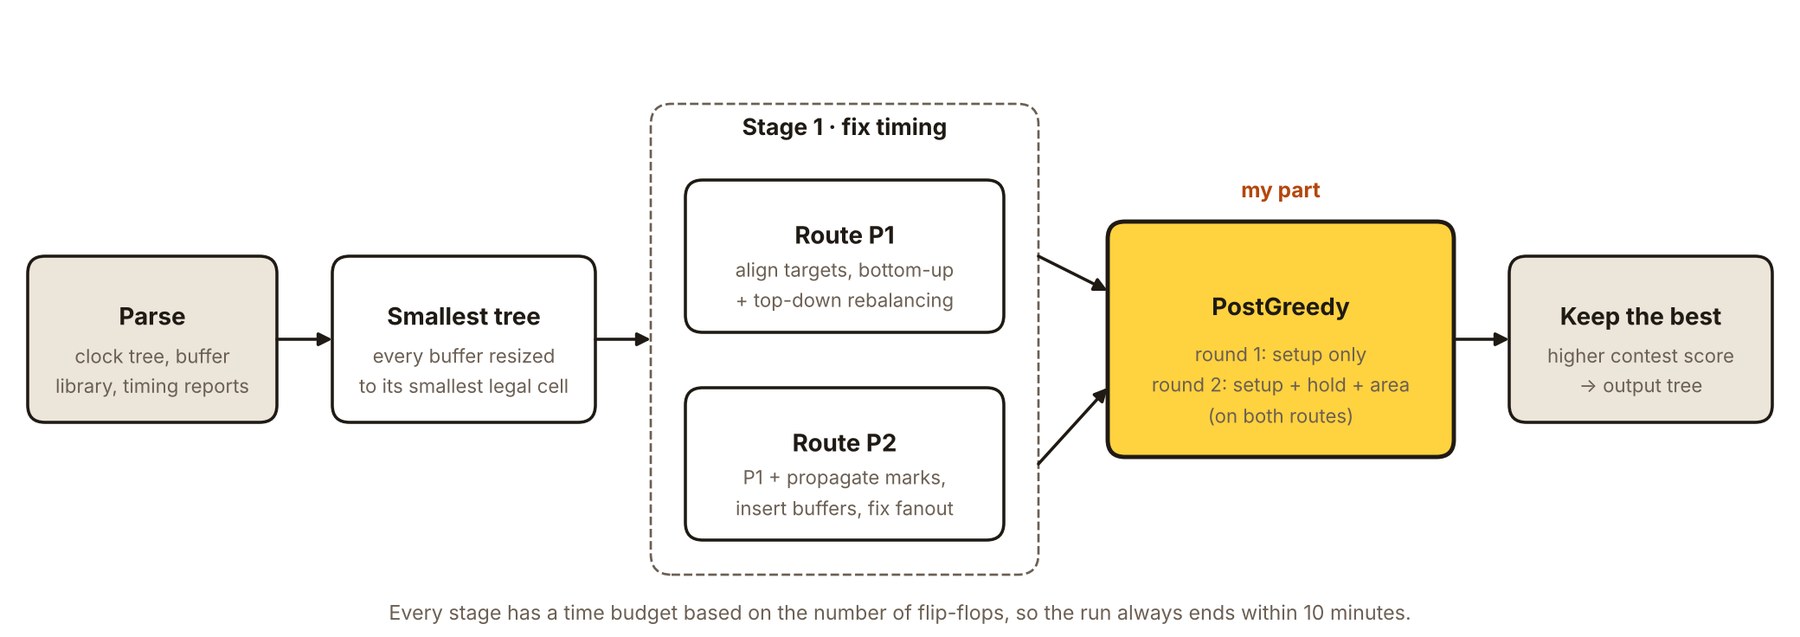 Parse
clock tree, buffer
library, timing reports
Smallest tree
every buffer resized
to its smallest legal cell
Stage 1 · fix timing
Route P1
align targets, bottom-up
+ top-down rebalancing
Route P2
P1 + propagate marks,
insert buffers, fix fanout
my part
PostGreedy
round 1: setup only
round 2: setup + hold + area
(on both routes)
Keep the best
higher contest score
→ output tree
Every stage has a time budget based on the number of flip-flops, so the run always ends within 10 minutes.